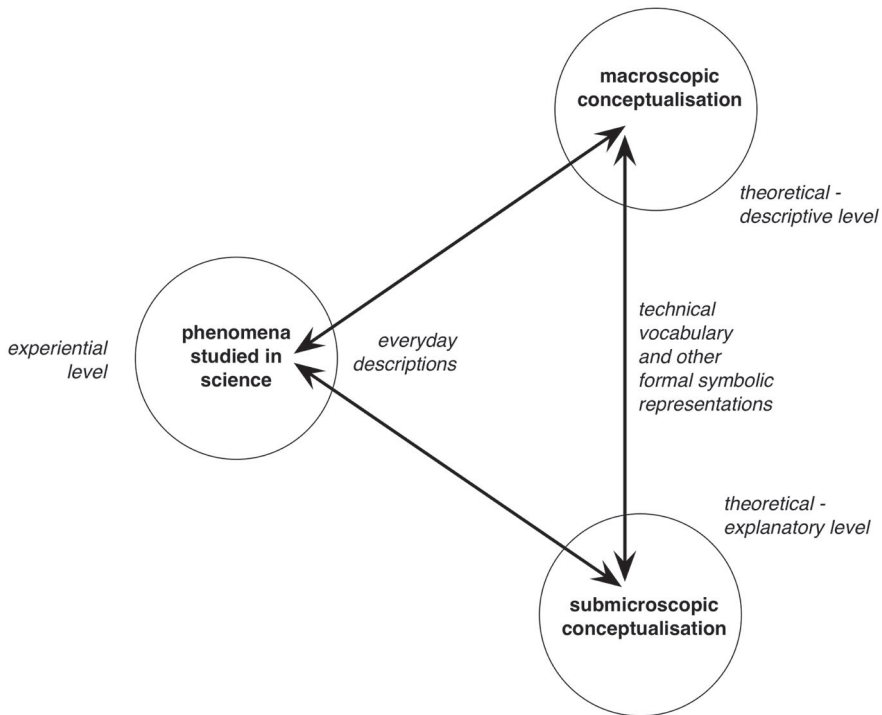 macroscopic
conceptualisation
theoretical -
descriptive level
experiential
level
phenomena
studied in
science
everyday
descriptions
technical
vocabulary
and other
formal symbolic
representations
theoretical -
explanatory level
submicroscopic
conceptualisation